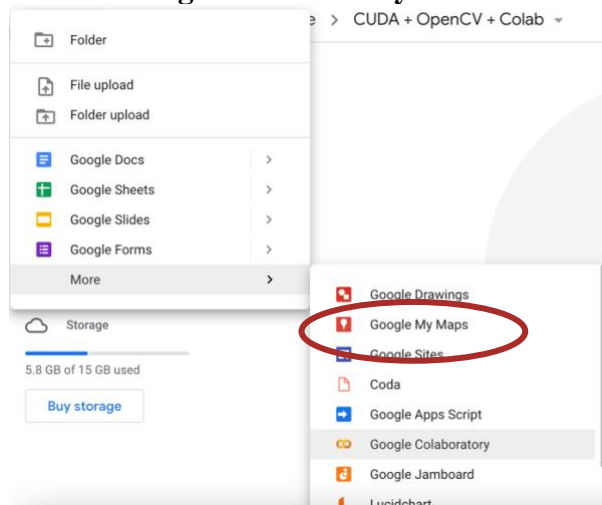 CUDA + OpenCV + Colab
Folder
File upload
Folder upload
Google Docs
Google Sheets
Google Slides
Google Forms
More
Storage
5.8 GB of 15 GB used
Buy storage
Google Drawings
Google My Maps
Google Sites
Coda
Google Apps Script
Google Colaboratory
Google Jamboard
Lucidchart